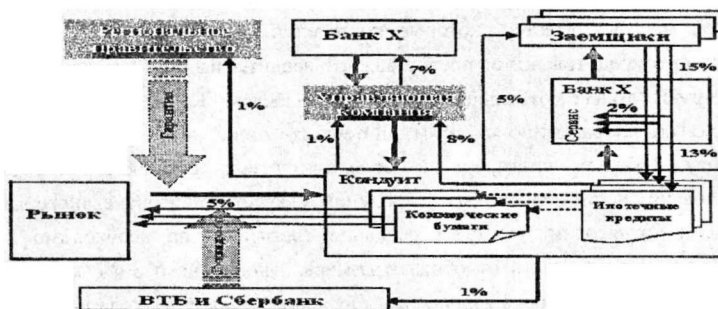 Региональное
правительство
Банк X
Заемщики
7%
15%
Управляющая
компания
Банк X
5%
2%
Сервис
Гарантии
1%
1%
8%
13%
Кондуит
Рынок
5%
Коммерческие
бумаги
Ипотечные
кредиты
1%
ВТБ и Сбербанк